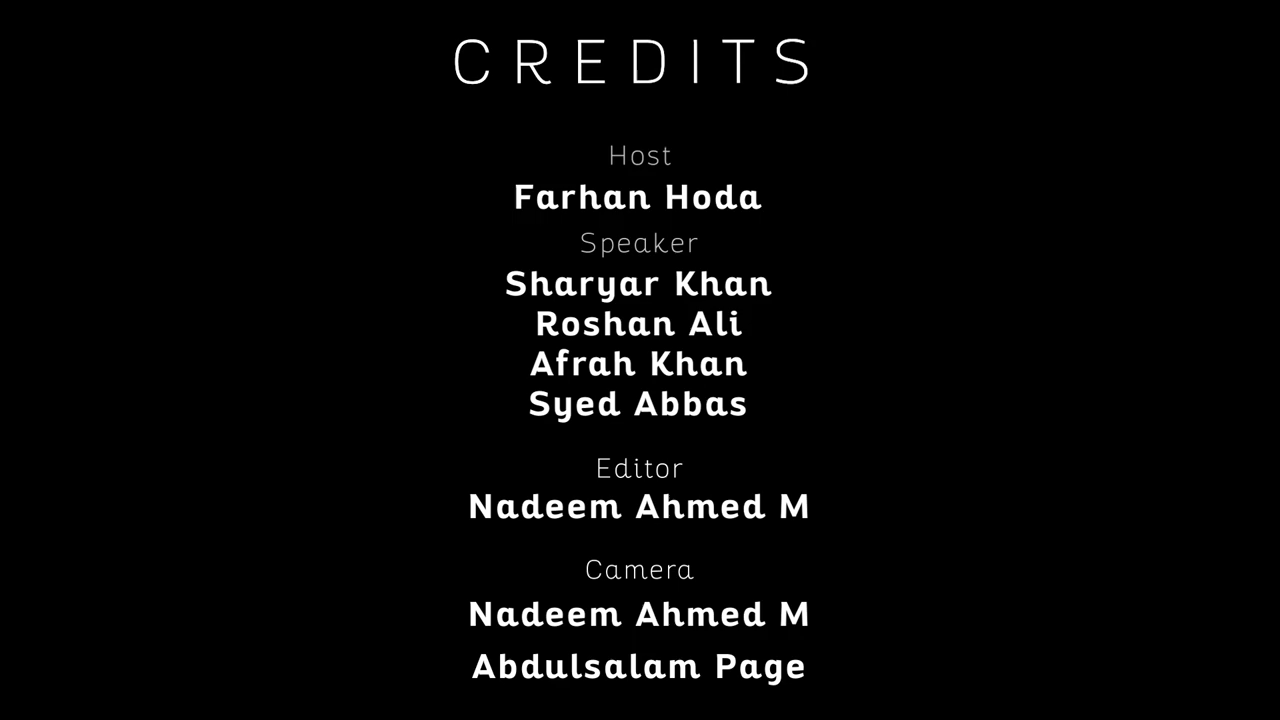 CREDITS
Host
Farhan Hoda
Speaker
Sharyar Khan
Roshan Ali
Afrah Khan
Syed Abbas
Editor
Nadeem Ahmed M
Camera
Nadeem Ahmed M
Abdulsalam Page